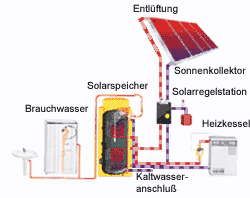 Entlüftung
Sonnenkollektor
Solarspeicher
Solarregelstation
Brauchwasser
Heizkessel
Kaltwasser-
anschluß